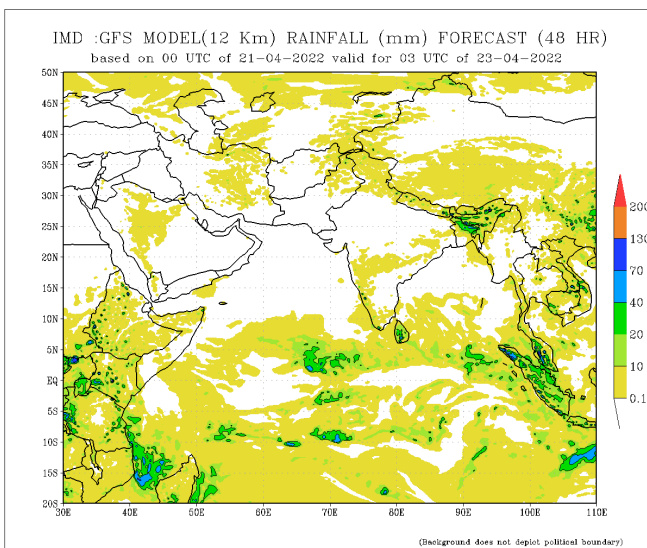 IMD :GFS MODEL(12 Km) RAINFALL (mm) FORECAST (48 HR)
based on 00 UTC of 21-04-2022 valid for 03 UTC of 23-04-2022
50N
45N
40N
35N
30N
25N
20N
15N
10N
5N
EQ
5S
10S
15S
20S
30E 40E 50E 60E 70E 80E 90E 100E 110E
200
130
70
40
20
10
0.1
(Background does not depict political boundary)